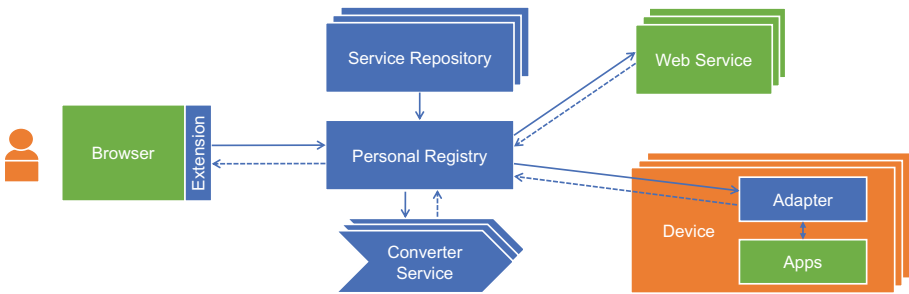 Service Repository
Web Service
Browser
Extension
Personal Registry
Adapter
Device
Converter
Service
Apps